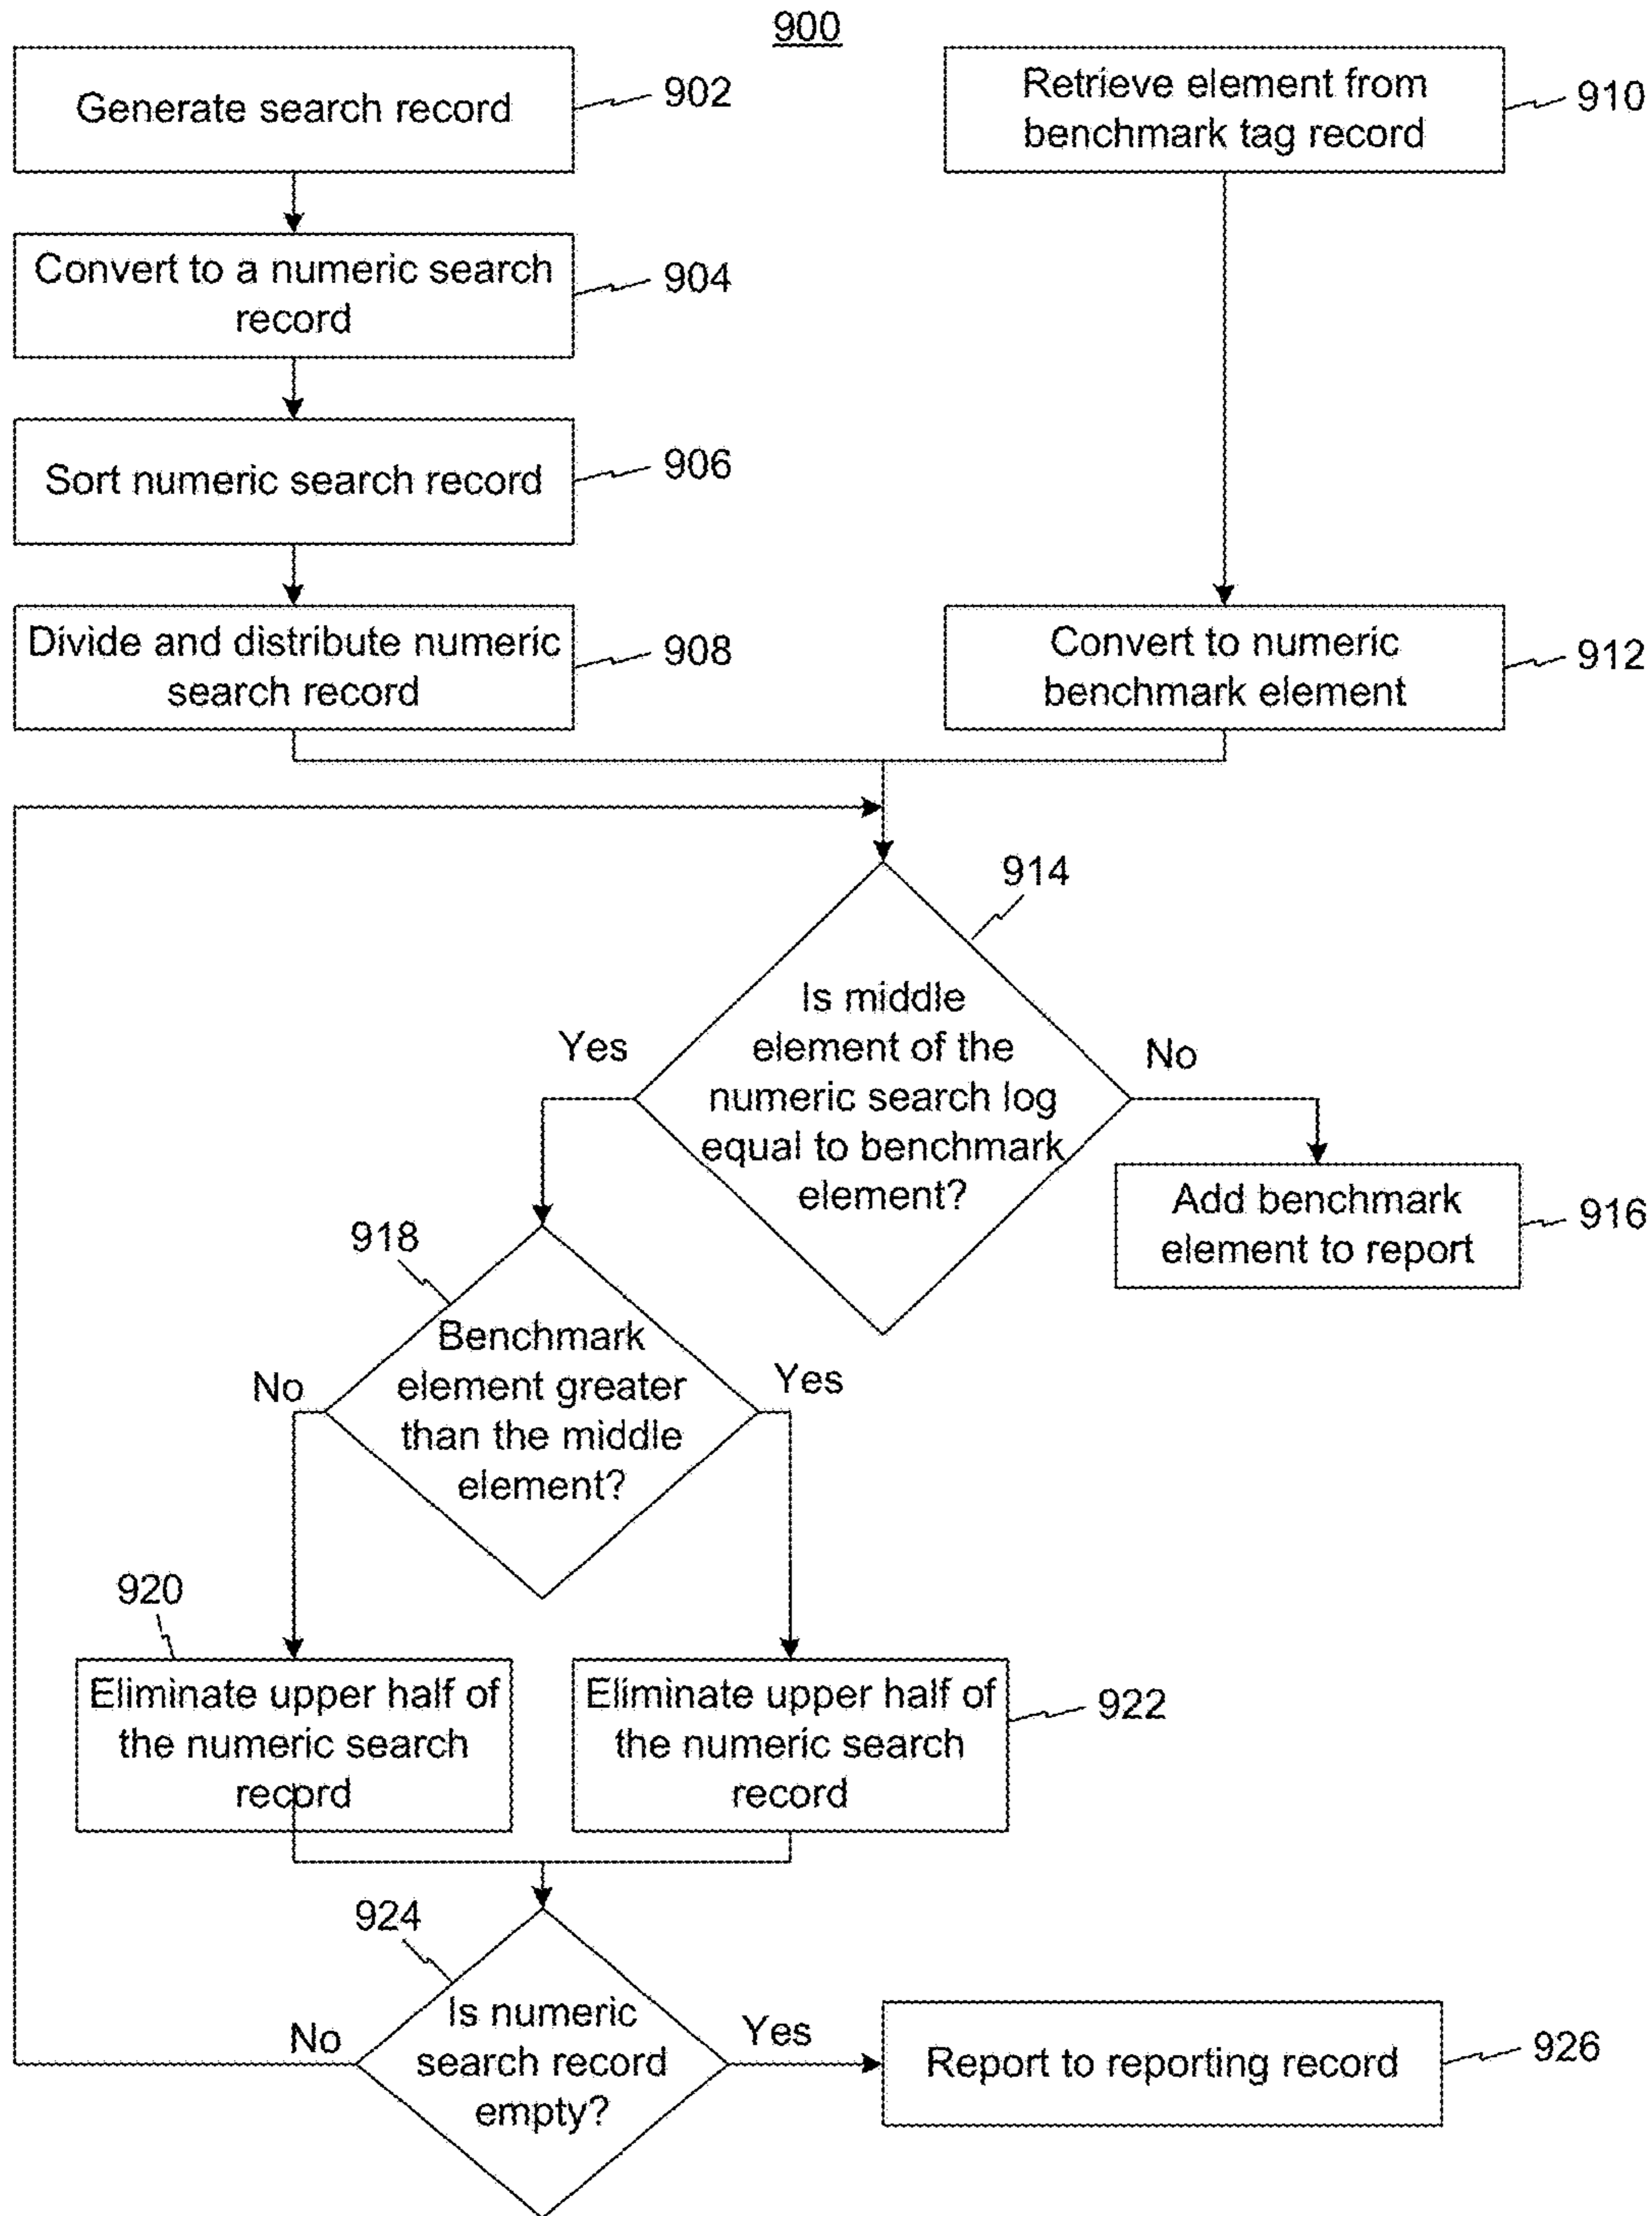 900
Generate search record
902
Retrieve element from
benchmark tag record
910
Convert to a numeric search
record
904
Sort numeric search record
906
Divide and distribute numeric
search record
908
Convert to numeric
benchmark element
912
914
Is middle
element of the
numeric search log
equal to benchmark
element?
Yes
No
Add benchmark
element to report
916
918
Benchmark
element greater
than the middle
element?
No
Yes
920
Eliminate upper half of
the numeric search
record
Eliminate upper half of
the numeric search
record
922
924
Is numeric
search record
empty?
No
Yes
Report to reporting record
926